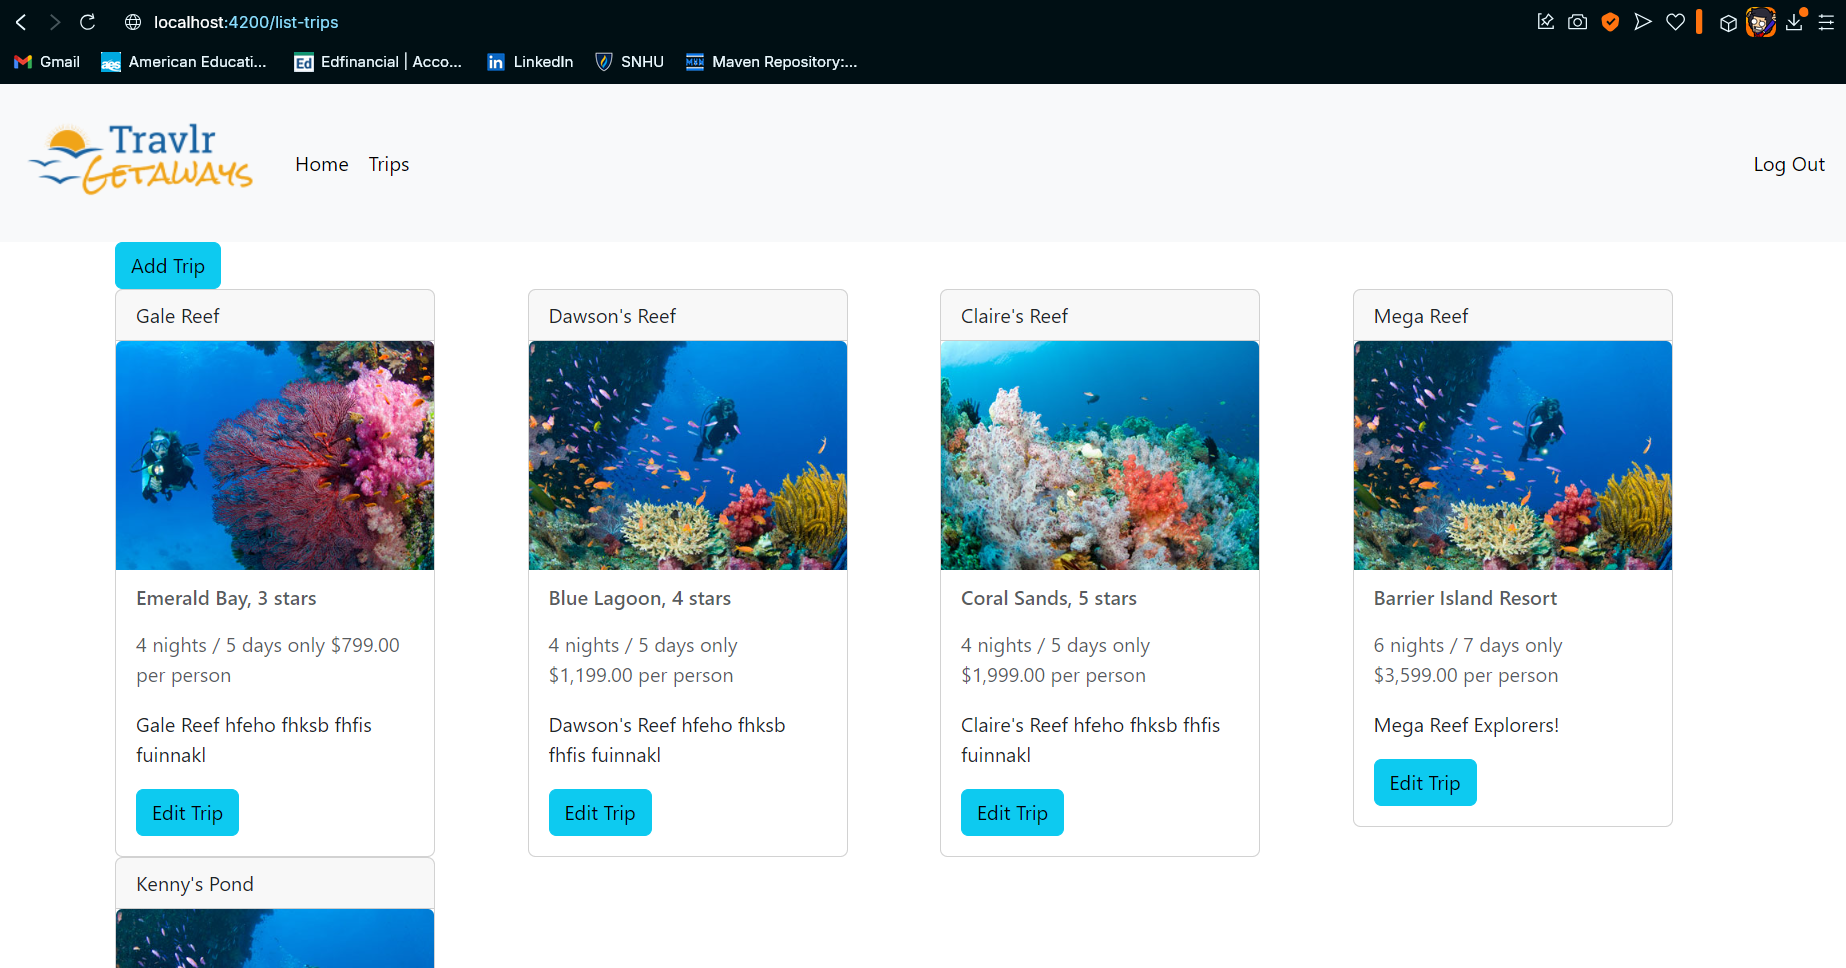 localhost:4200/list-trips
Gmail
American Educati...
Edfinancial | Acco...
LinkedIn
SNHU
Maven Repository:...
Travlr
GETAWAYS
Home
Trips
Log Out
Add Trip
Gale Reef
Emerald Bay, 3 stars
4 nights / 5 days only $799.00
per person
Gale Reef hfeho fhksb fhfis
fuinnakl
Edit Trip
Dawson's Reef
Blue Lagoon, 4 stars
4 nights / 5 days only
$1,199.00 per person
Dawson's Reef hfeho fhksb
fhfis fuinnakl
Edit Trip
Claire's Reef
Coral Sands, 5 stars
4 nights / 5 days only
$1,999.00 per person
Claire's Reef hfeho fhksb fhfis
fuinnakl
Edit Trip
Mega Reef
Barrier Island Resort
6 nights / 7 days only
$3,599.00 per person
Mega Reef Explorers!
Edit Trip
Kenny's Pond